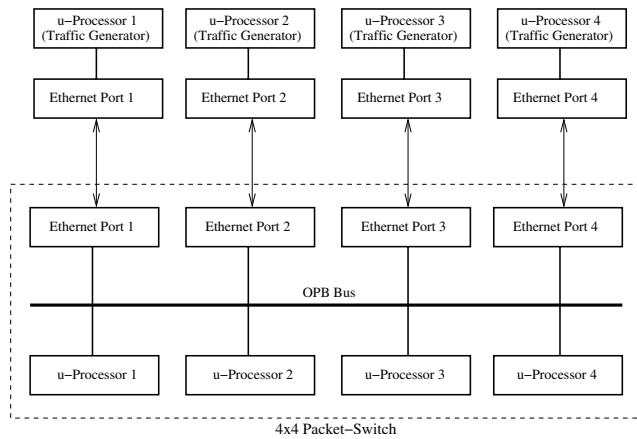 u−Processor 1
(Traffic Generator)
u−Processor 2
(Traffic Generator)
u−Processor 3
(Traffic Generator)
u−Processor 4
(Traffic Generator)
Ethernet Port 1
Ethernet Port 2
Ethernet Port 3
Ethernet Port 4
Ethernet Port 1
Ethernet Port 2
Ethernet Port 3
Ethernet Port 4
OPB Bus
u−Processor 1
u−Processor 2
u−Processor 3
u−Processor 4
4x4 Packet−Switch